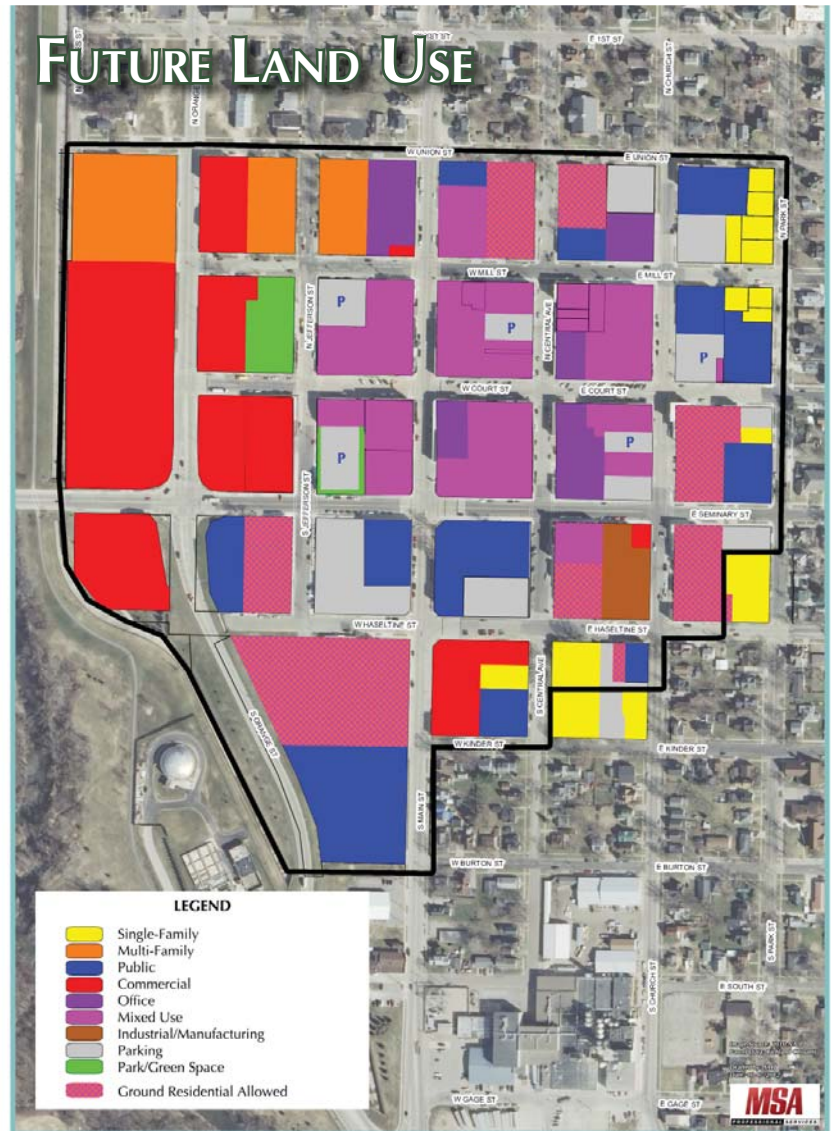 FUTURE LAND USE
E 1ST ST
N CHURCH ST
W UNION ST
E UNION ST
N PARK ST
W MILL ST
E MILL ST
N JEFFERSON ST
P
P
N CENTRAL AVE
P
W COURT ST
E COURT ST
P
P
S JEFFERSON ST
E SEMINARY ST
W HASELTINE ST
E HASELTINE ST
S ORANGE ST
S CENTRAL AVE
W KINDER ST
E KINDER ST
S MAIN ST
W BURTON ST
E BURTON ST
S PARK ST
S CHURCH ST
E SOUTH ST
W GAGE ST
E GAGE ST
LEGEND
Single-Family
Multi-Family
Public
Commercial
Office
Mixed Use
Industrial/Manufacturing
Parking
Park/Green Space
Ground Residential Allowed
MSA
PROFESSIONAL SERVICES